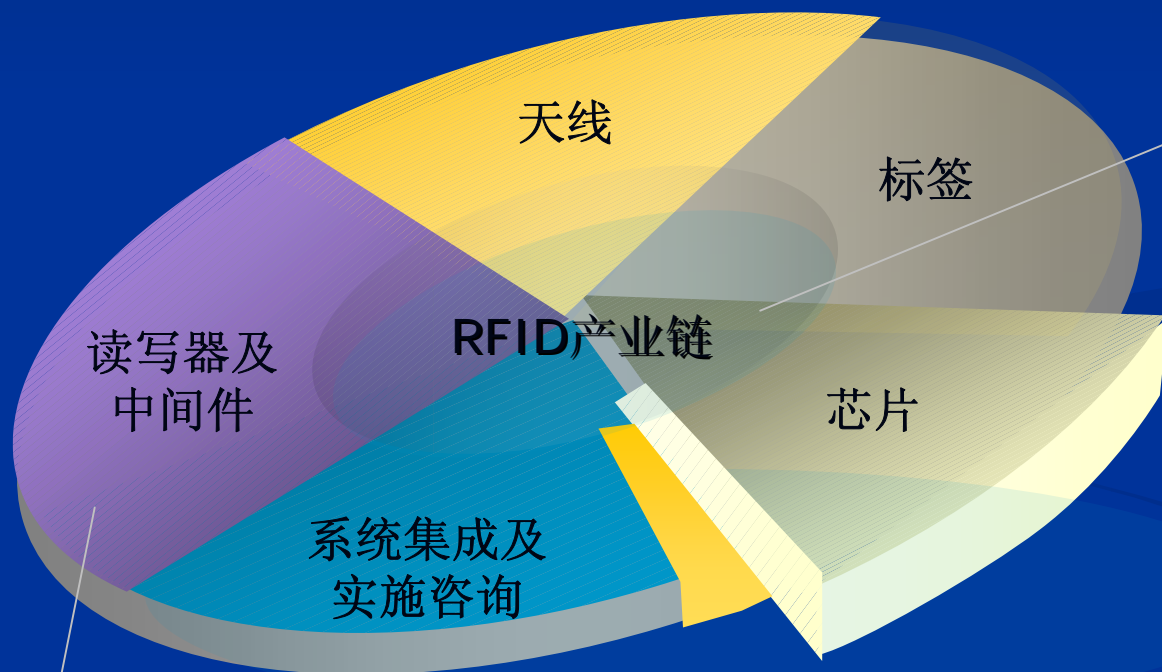 天线
标签
RFID产业链
读写器及
中间件
芯片
系统集成及
实施咨询